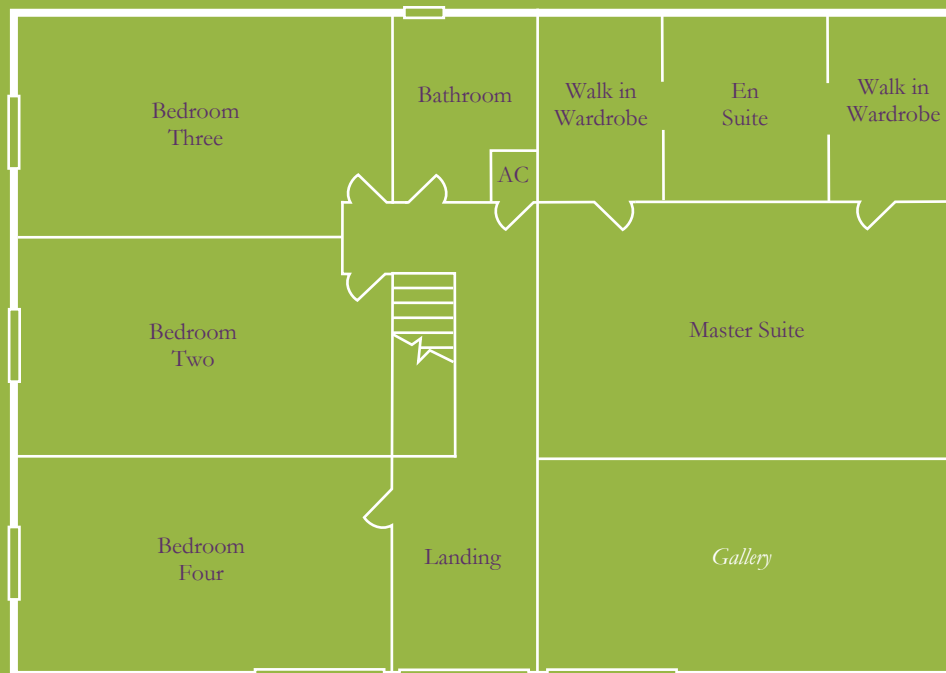 Bedroom
Three
Bathroom
AC
Walk in
Wardrobe
En
Suite
Walk in
Wardrobe
Bedroom
Two
Master Suite
Bedroom
Four
Landing
Gallery